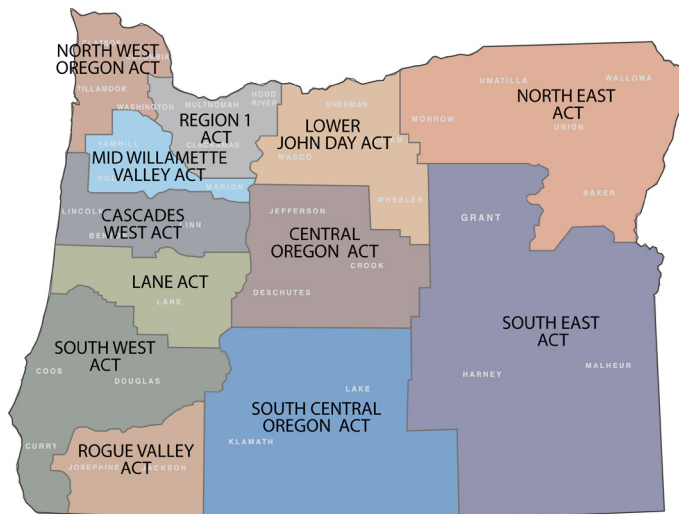 CLATSOP
NORTH WEST
OREGON ACT
TILLAMOOK
WASHINGTON
MULTNOMAH
HOOD
RIVER
REGION 1
ACT
CLACKAMAS
SHERMAN
LOWER
JOHN DAY ACT
WASCO
WHEELER
UMATILLA
WALLOWA
NORTH EAST
ACT
MORROW
UNION
BAKER
YAMHILL
MID WILLAMETTE
VALLEY ACT
MARION
LINCOLN
CASCADES
WEST ACT
JEFFERSON
CENTRAL
OREGON ACT
CROOK
DESCHUTES
GRANT
LANE ACT
LANE
SOUTH WEST
ACT
COOS
DOUGLAS
CURRY
SOUTH EAST
ACT
HARNEY
MALHEUR
LAKE
SOUTH CENTRAL
OREGON ACT
KLAMATH
ROGUE VALLEY
ACT
JOSEPHINE
JACKSON